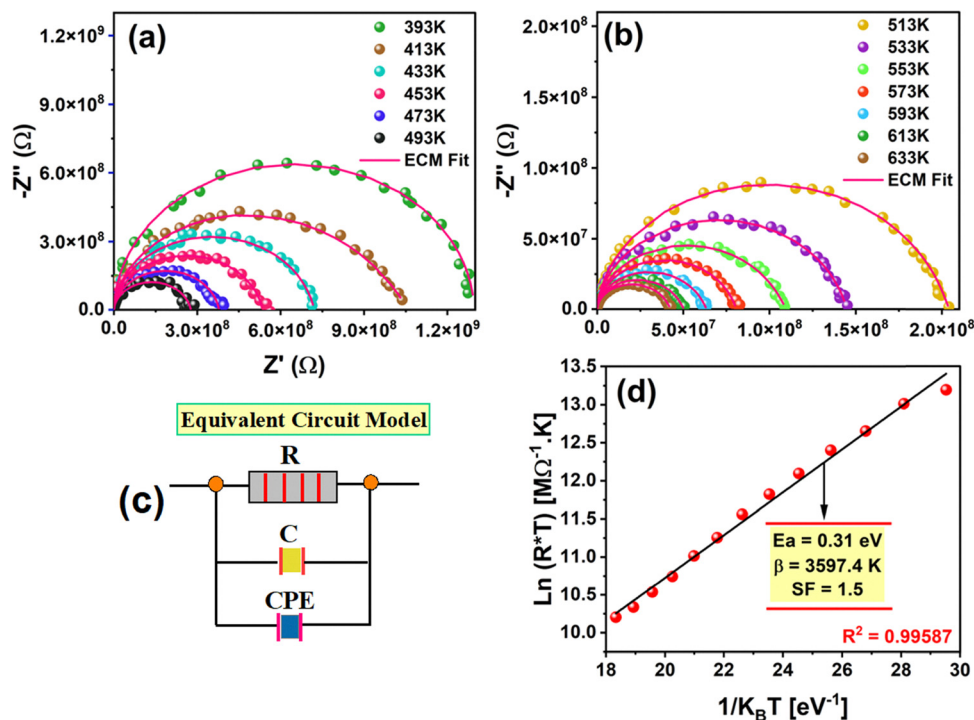 (a)
393K
413K
433K
453K
473K
493K
ECM Fit
1.2×10⁹
9.0×10⁸
6.0×10⁸
3.0×10⁸
0.0
-Z'' (Ω)
0.0 3.0×10⁸ 6.0×10⁸ 9.0×10⁸ 1.2×10⁹
Z' (Ω)
(b)
513K
533K
553K
573K
593K
613K
633K
ECM Fit
2.0×10⁸
1.5×10⁸
1.0×10⁸
5.0×10⁷
0.0
-Z'' (Ω)
0.0 5.0×10⁷ 1.0×10⁸ 1.5×10⁸ 2.0×10⁸
Equivalent Circuit Model
(c)
R
C
CPE
(d)
13.0
12.5
12.0
11.5
11.0
10.5
10.0
Ln (R*T) [MΩ⁻¹.K]
Ea = 0.31 eV
β = 3597.4 K
SF = 1.5
R² = 0.99587
18 20 22 24 26 28 30
1/K_BT [eV⁻¹]